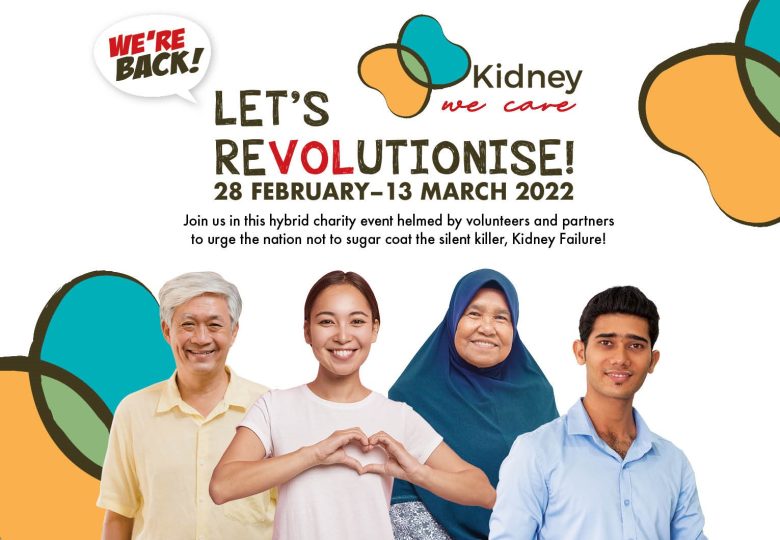 WE'RE
BACK!
Kidney
we care
LET'S
REVOLUTIONISE!
28 FEBRUARY–13 MARCH 2022
Join us in this hybrid charity event helmed by volunteers and partners
to urge the nation not to sugar coat the silent killer, Kidney Failure!